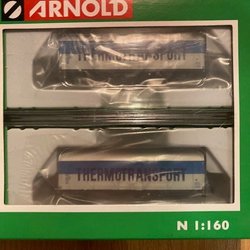 ARNOLD
THERMOTRANSPORT
THERMOTRANSPORT
N 1:160